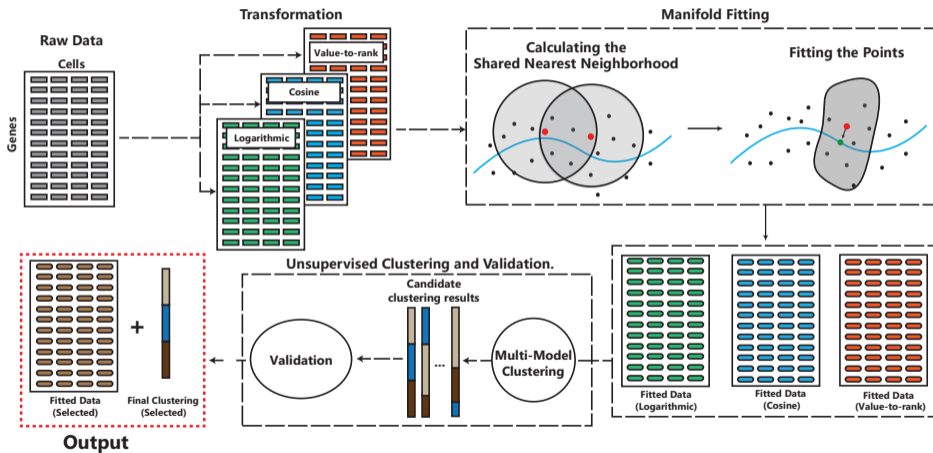 Raw Data
Cells
Genes
Transformation
Value-to-rank
Cosine
Logarithmic
Manifold Fitting
Calculating the
Shared Nearest Neighborhood
Fitting the Points
Fitted Data
(Logarithmic)
Fitted Data
(Cosine)
Fitted Data
(Value-to-rank)
Unsupervised Clustering and Validation.
Multi-Model
Clustering
Candidate
clustering results
...
Validation
+
Fitted Data
(Selected)
Final Clustering
(Selected)
Output